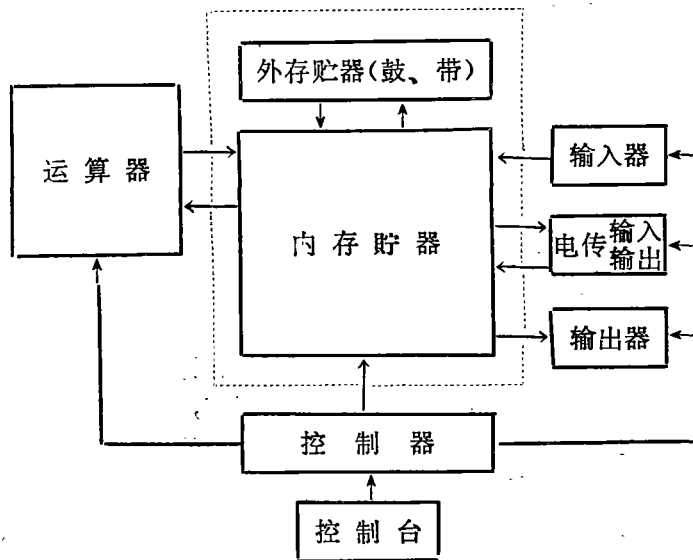 外存贮器(鼓、带)
运算器
内存貯器
输入器
电传输入
输出
输出器
控制器
控制台